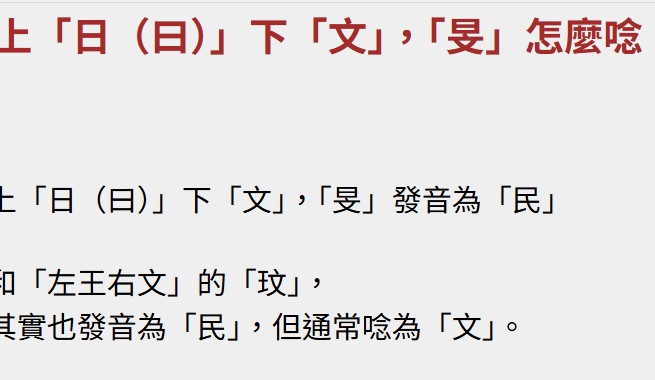 上「日（曰）」下「文」，「旻」怎麼唸
上「日（曰）」下「文」，「旻」發音為「民」
和「左王右文」的「玟」，
其實也發音為「民」，但通常唸為「文」。